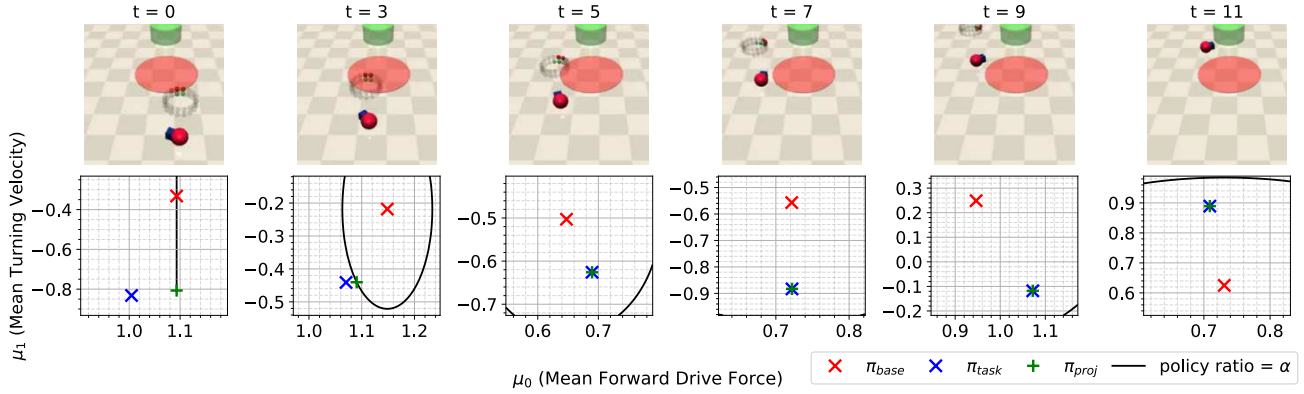 t = 0 t = 3 t = 5 t = 7 t = 9 t = 11
μ₁ (Mean Turning Velocity)
−0.4 −0.6 −0.8
1.0 1.1
−0.2 −0.3 −0.4 −0.5
1.0 1.1 1.2
−0.5 −0.6 −0.7
0.6 0.7
−0.5 −0.6 −0.7 −0.8 −0.9
0.7 0.8
0.3 0.2 0.1 0.0 −0.1 −0.2
0.9 1.0 1.1
0.9 0.8 0.7 0.6
0.7 0.8
μ₀ (Mean Forward Drive Force)
π_base π_task π_proj policy ratio = α